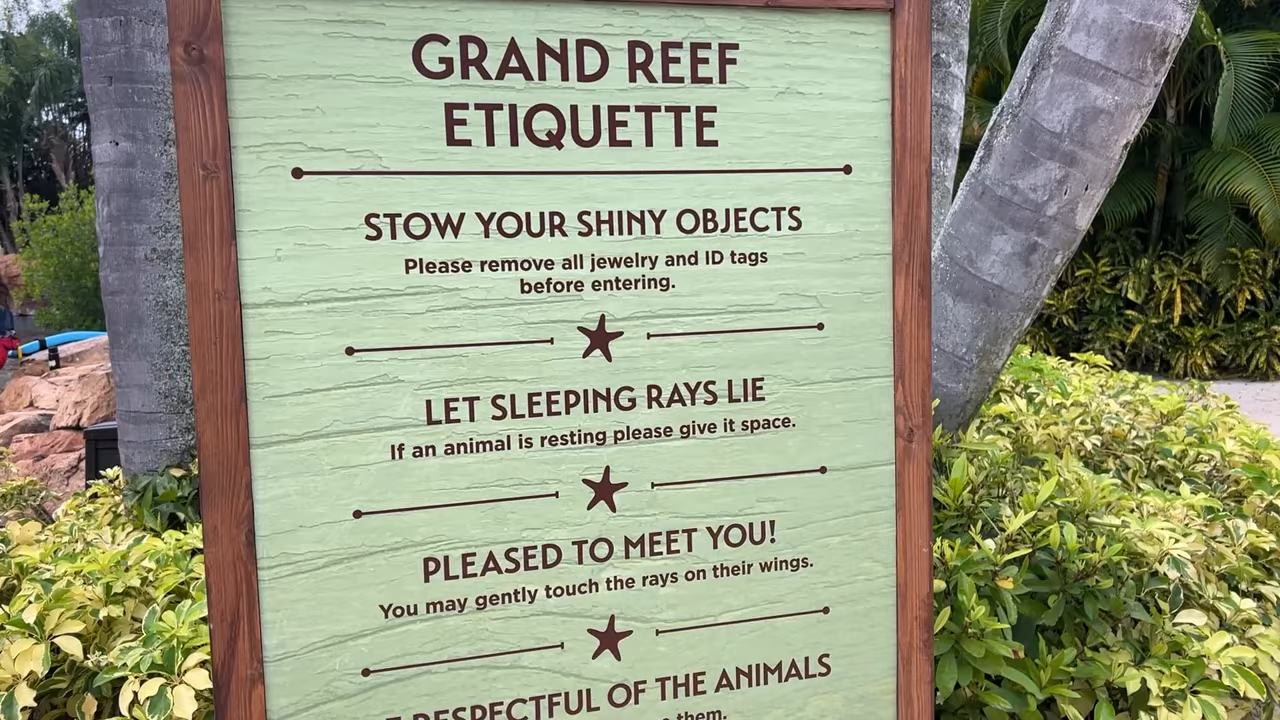 GRAND REEF
ETIQUETTE
STOW YOUR SHINY OBJECTS
Please remove all jewelry and ID tags
before entering.
LET SLEEPING RAYS LIE
If an animal is resting please give it space.
PLEASED TO MEET YOU!
You may gently touch the rays on their wings.
RESPECTFUL OF THE ANIMALS
them.